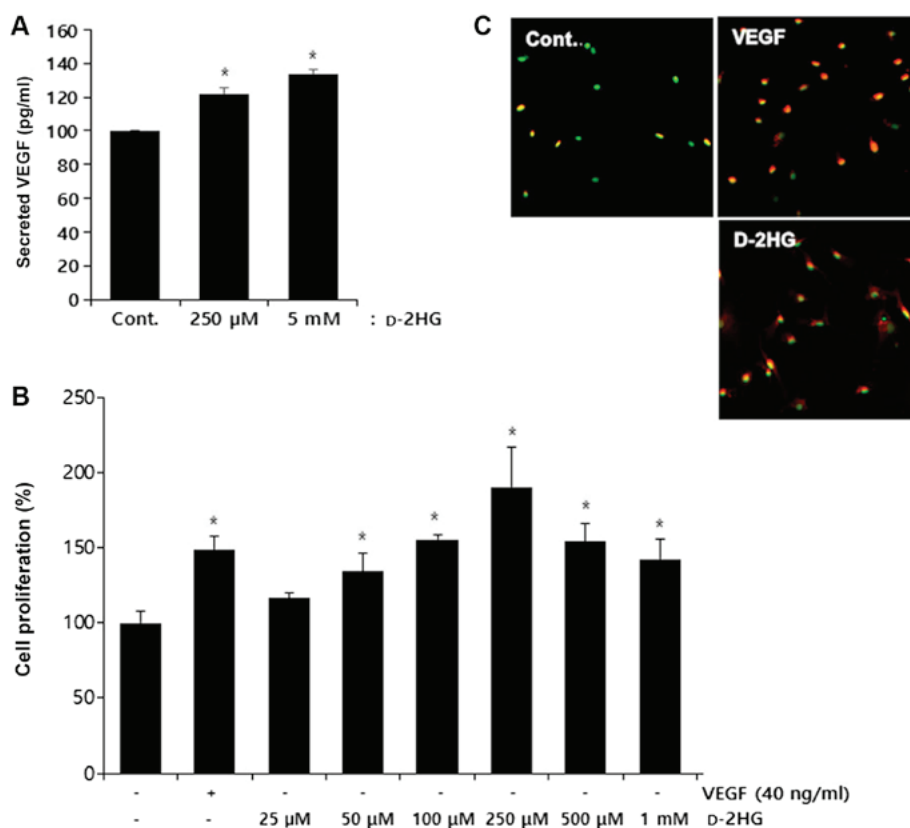 A
160
140
120
100
80
60
40
20
0
Secreted VEGF (pg/ml)
*
*
Cont. 250 µM 5 mM : D-2HG
C
Cont.
VEGF
D-2HG
B
250
200
150
100
50
0
Cell proliferation (%)
*
*
*
*
*
*
- + - - - - - - VEGF (40 ng/ml)
- - 25 µM 50 µM 100 µM 250 µM 500 µM 1 mM D-2HG